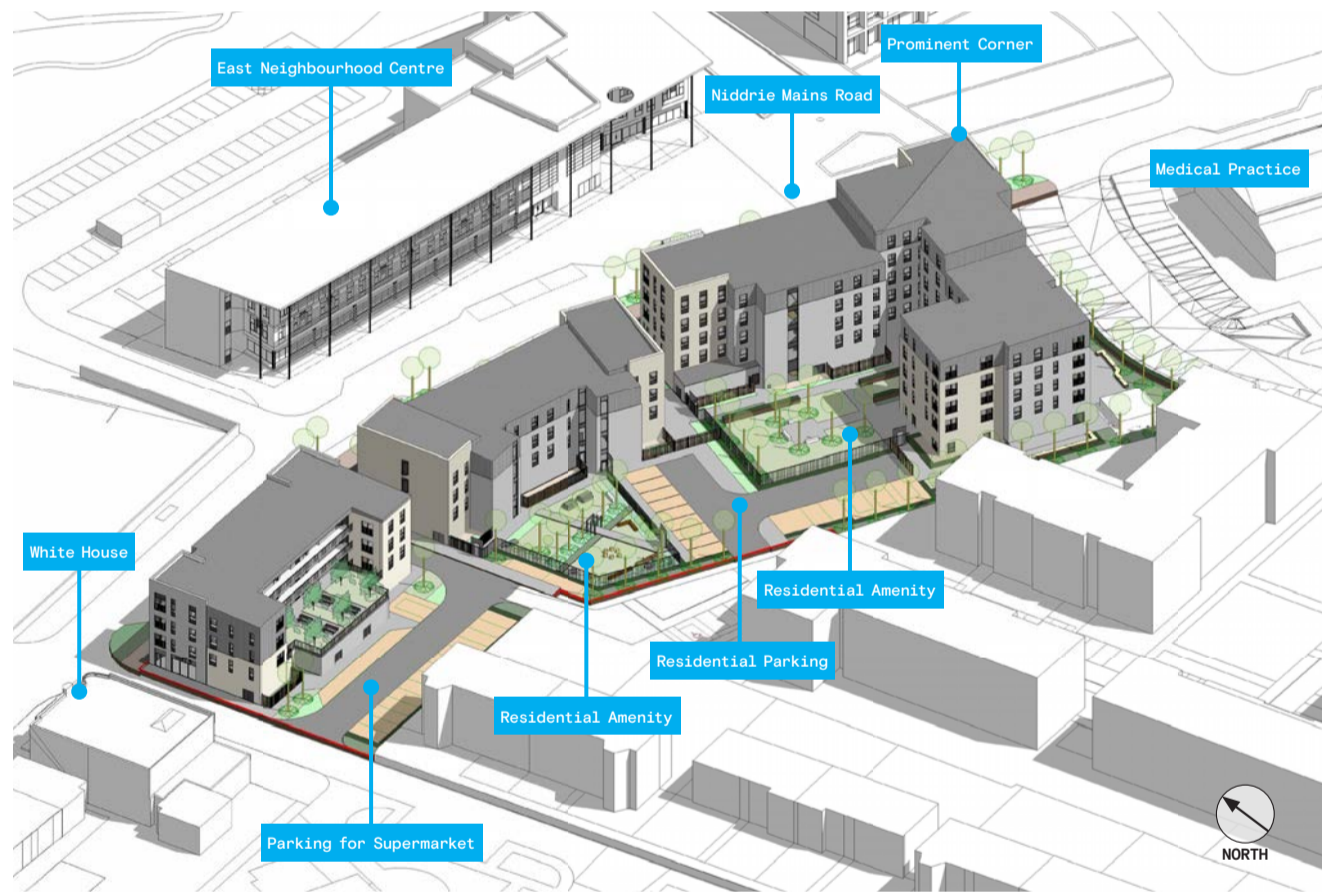 Prominent Corner
East Neighbourhood Centre
Niddrie Mains Road
Medical Practice
White House
Residential Amenity
Residential Parking
Residential Amenity
Parking for Supermarket
NORTH